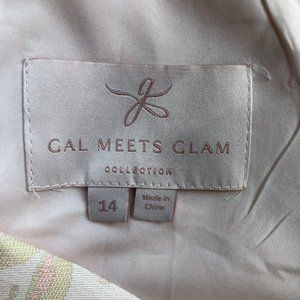 g
GAL MEETS GLAM
COLLECTION
14
Made in
China